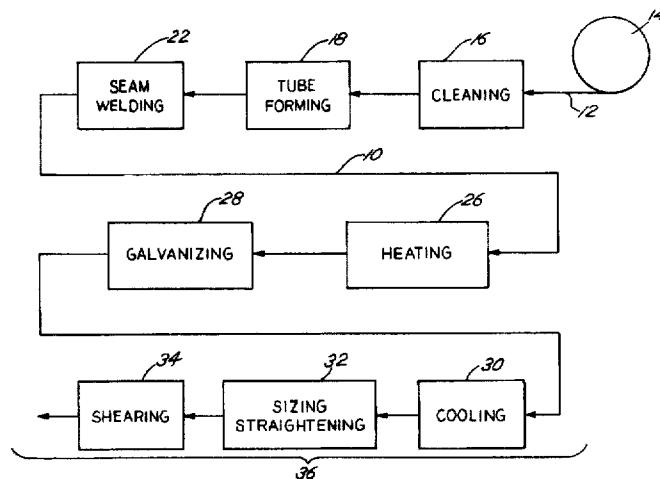 22
18
16
14
SEAM
WELDING
TUBE
FORMING
CLEANING
12
10
28
26
GALVANIZING
HEATING
34
32
30
SHEARING
SIZING
STRAIGHTENING
COOLING
36